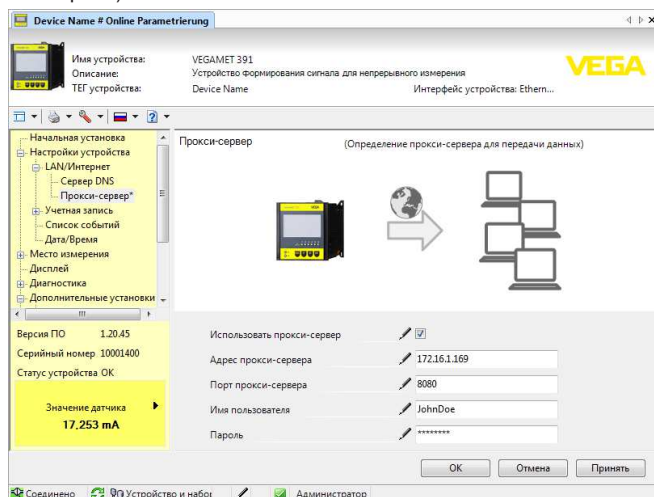 Device Name # Online Parametrierung
Имя устройства: VEGAMET 391
Описание: Устройство формирования сигнала для непрерывного измерения
ТЕГ устройства: Device Name Интерфейс устройства: Ethern...
VEGA
Начальная установка
Настройки устройства
LAN/Интернет
Сервер DNS
Прокси-сервер*
Учетная запись
Список событий
Дата/Время
Место измерения
Дисплей
Диагностика
Дополнительные установки
Версия ПО 1.20.45
Серийный номер 10001400
Статус устройства OK
Значение датчика
17,253 mA
Прокси-сервер (Определение прокси-сервера для передачи данных)
Использовать прокси-сервер
Адрес прокси-сервера 172.16.1.169
Порт прокси-сервера 8080
Имя пользователя JohnDoe
Пароль ********
OK Отмена Принять
Соединено Устройство и набор Администратор